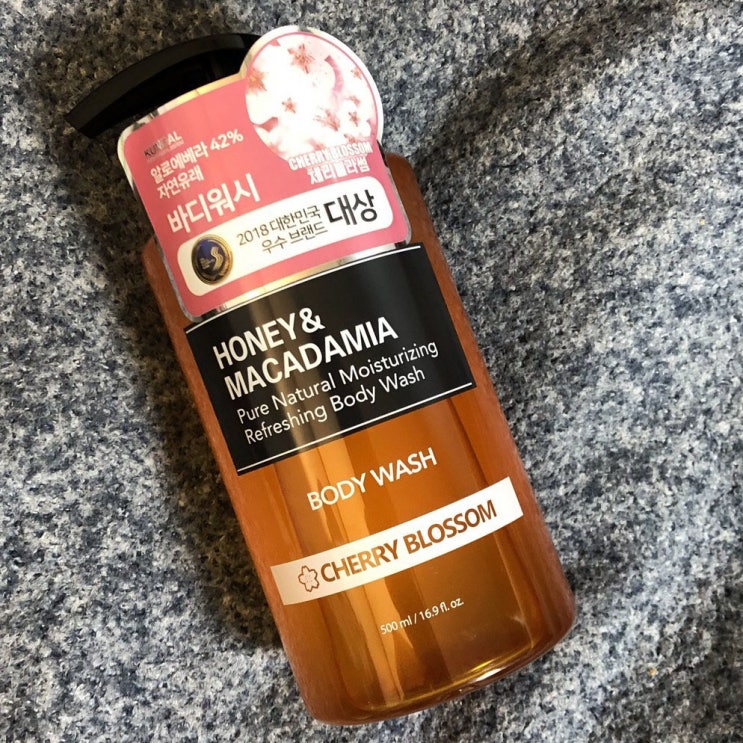 KUNDAL
알로에베라 42%
자연유래
바디워시
CHERRY BLOSSOM
체리블라썸
2018 대한민국
우수 브랜드
대상
HONEY &
MACADAMIA
Pure Natural Moisturizing
Refreshing Body Wash
BODY WASH
CHERRY BLOSSOM
500 ml / 16.9 fl. oz.